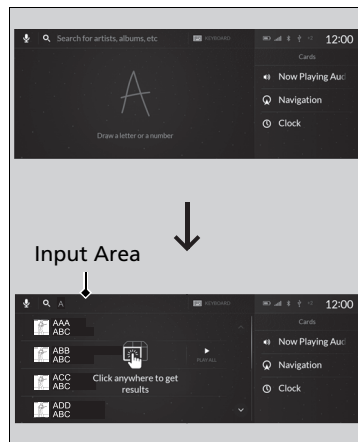 Search for artists, albums, etc
KEYBOARD
+2
12:00
Cards
Now Playing Aud
Navigation
Clock
A
Draw a letter or a number
Input Area
A
KEYBOARD
+2
12:00
Cards
AAA
ABC
Now Playing Aud
ABB
ABC
PLAY ALL
Navigation
ACC
ABC
Click anywhere to get
results
Clock
ADD
ABC